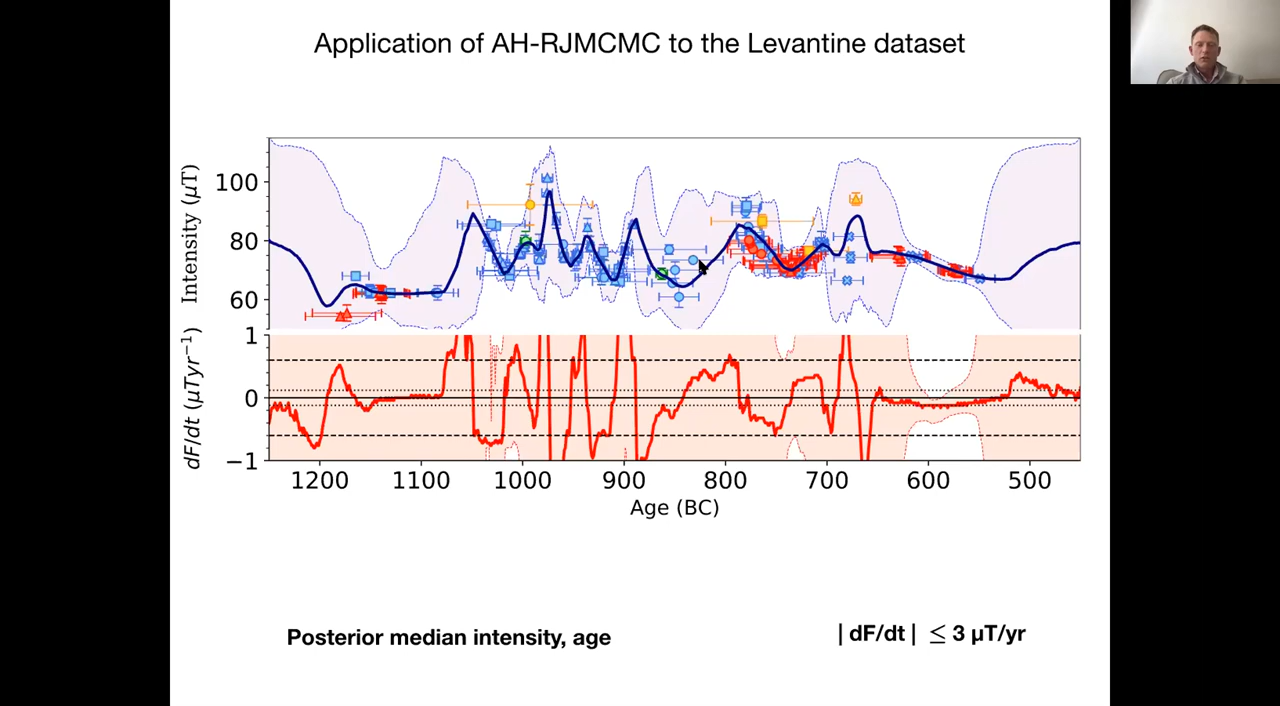 Application of AH-RJMCMC to the Levantine dataset
Intensity (μT)
100
80
60
dF/dt (μTyr⁻¹)
1
0
−1
1200 1100 1000 900 800 700 600 500
Age (BC)
Posterior median intensity, age
| dF/dt | ≤ 3 μT/yr